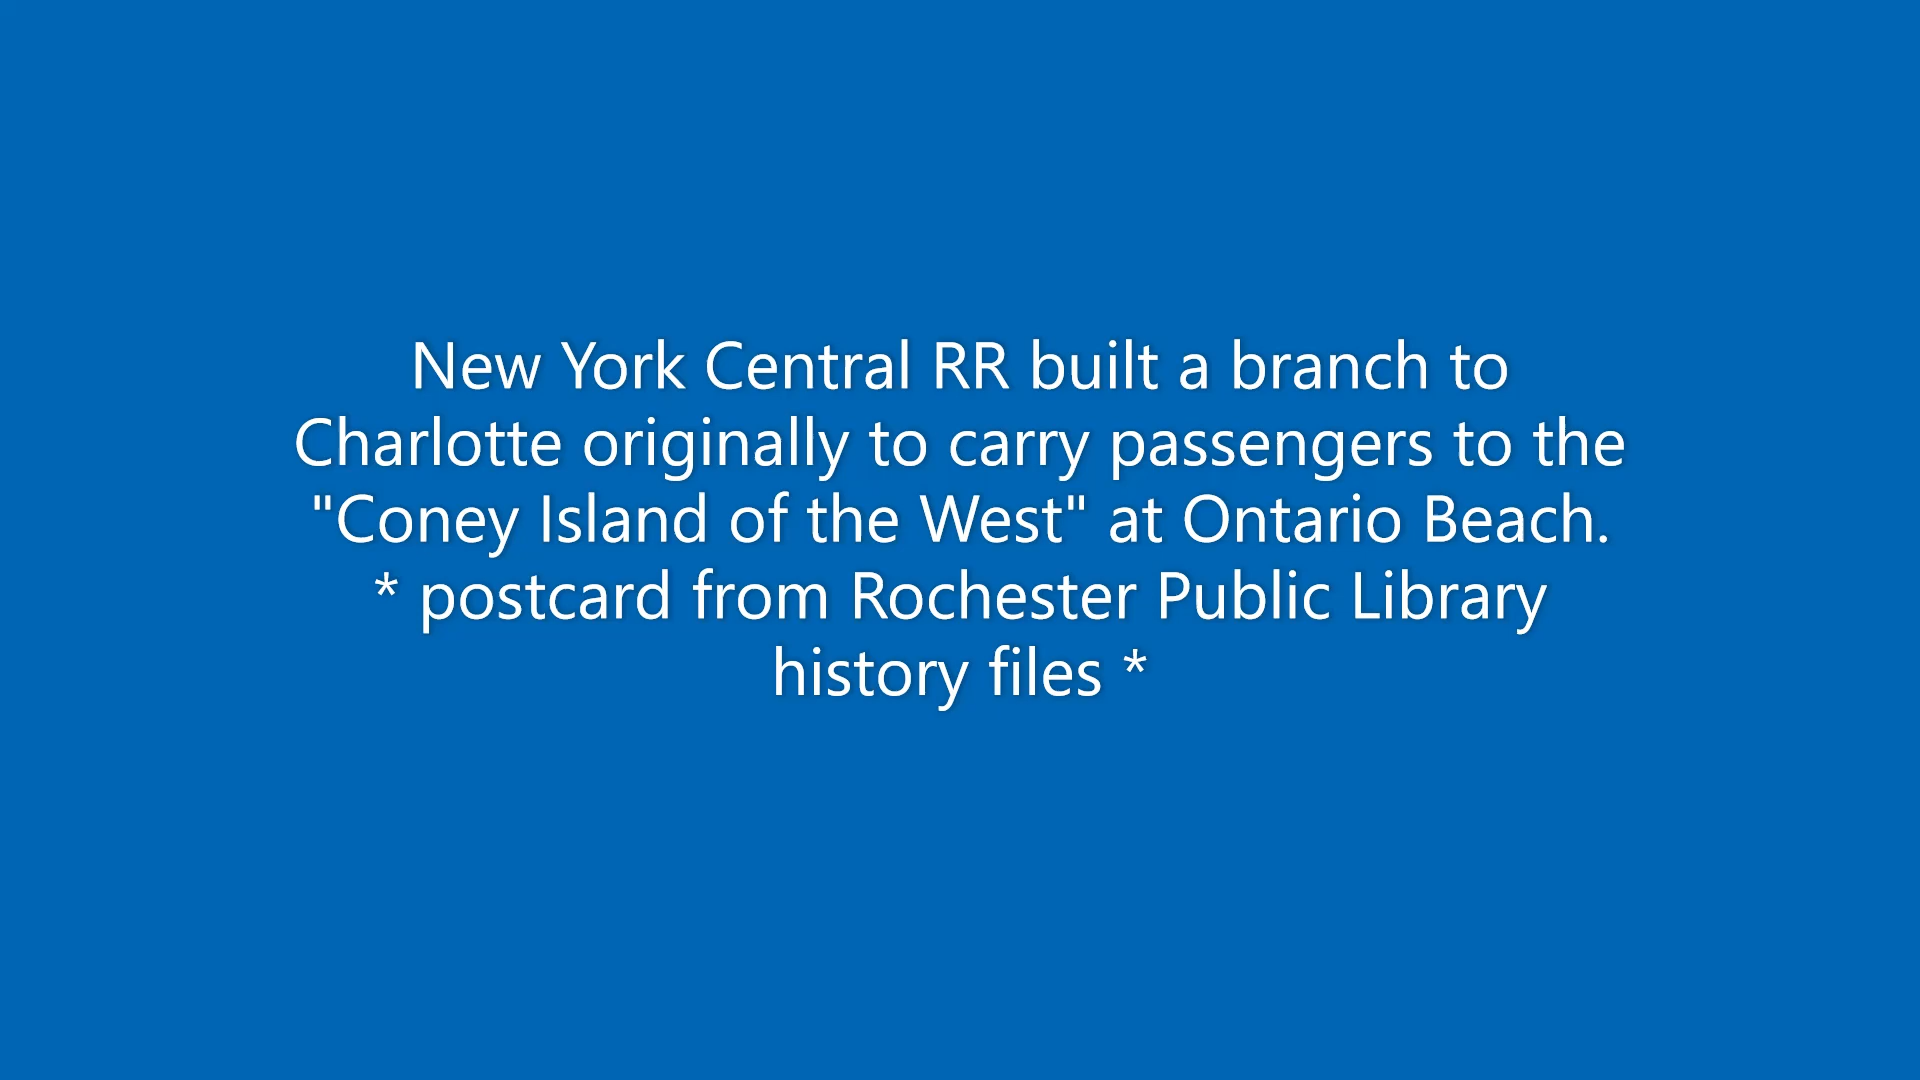 New York Central RR built a branch to
Charlotte originally to carry passengers to the
"Coney Island of the West" at Ontario Beach.
* postcard from Rochester Public Library
history files *